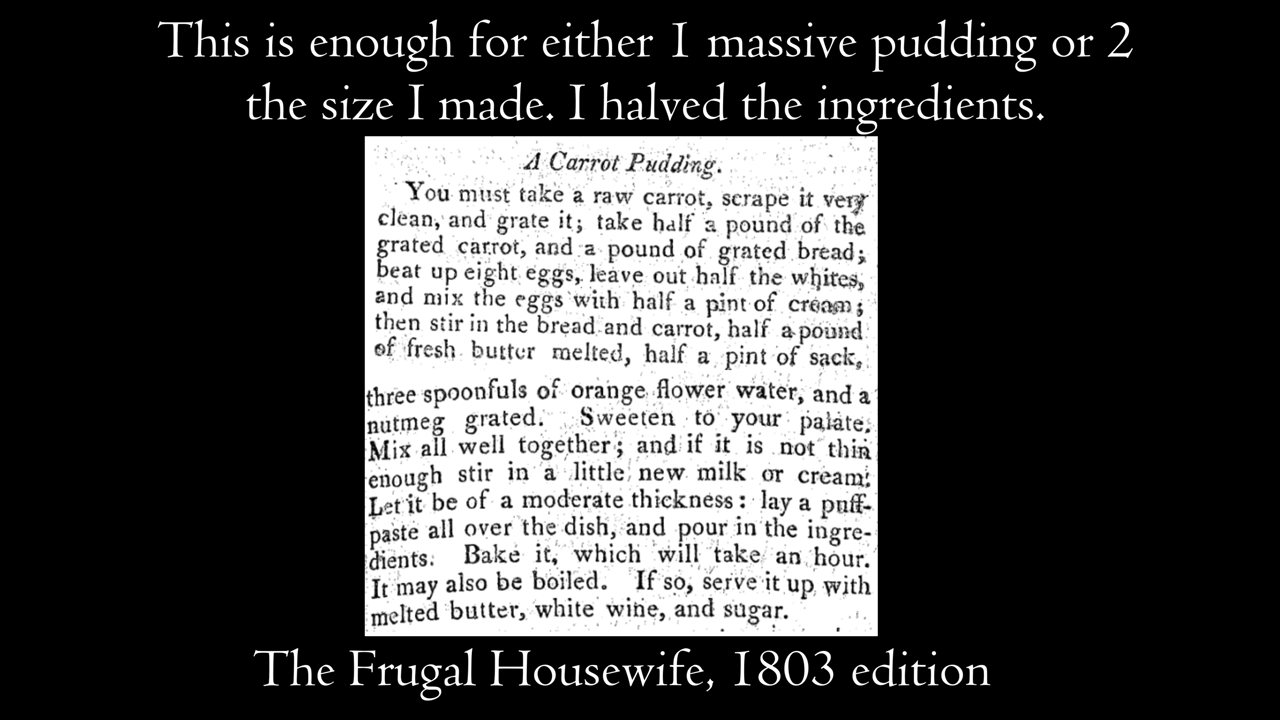 This is enough for either 1 massive pudding or 2
the size I made. I halved the ingredients.
A Carrot Pudding.
You must take a raw carrot, scrape it very
clean, and grate it; take half a pound of the
grated carrot, and a pound of grated bread;
beat up eight eggs, leave out half the whites,
and mix the eggs with half a pint of cream;
then stir in the bread and carrot, half a pound
of fresh butter melted, half a pint of sack,
three spoonfuls of orange flower water, and a
nutmeg grated. Sweeten to your palate.
Mix all well together; and if it is not thin
enough stir in a little new milk or cream:
Let it be of a moderate thickness: lay a puff-
paste all over the dish, and pour in the ingre-
dients. Bake it, which will take an hour.
It may also be boiled. If so, serve it up with
melted butter, white wine, and sugar.
The Frugal Housewife, 1803 edition